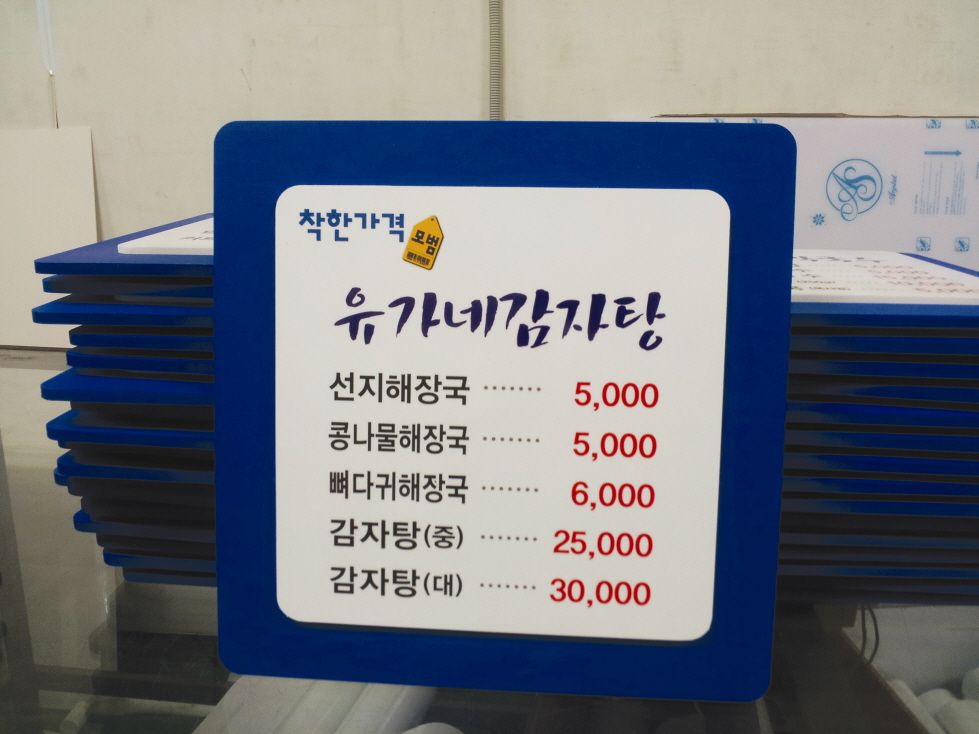 착한가격 모범
유가네감자탕
선지해장국 ······· 5,000
콩나물해장국 ······· 5,000
뼈다귀해장국 ······· 6,000
감자탕(중) ······· 25,000
감자탕(대) ······· 30,000